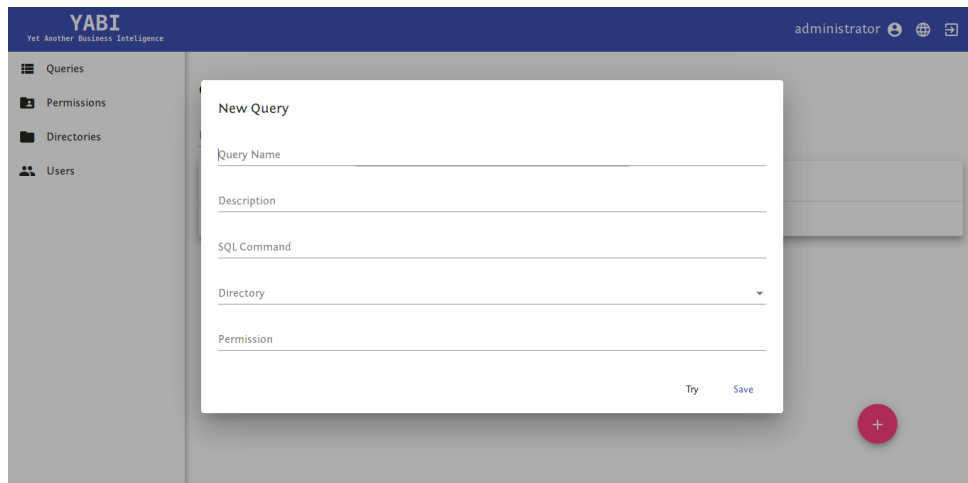 YABI
Yet Another Business Inteligence
administrator
Queries
Permissions
Directories
Users
New Query
Query Name
Description
SQL Command
Directory
Permission
Try
Save